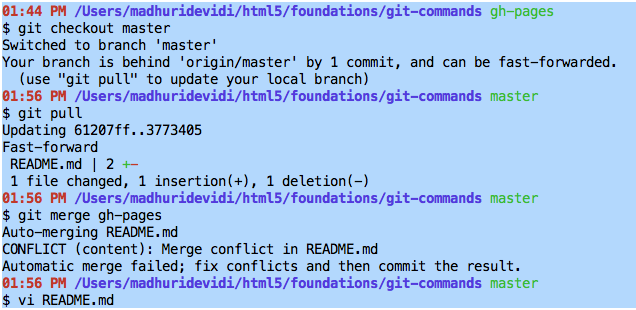 01:44 PM /Users/madhuridevidi/html5/foundations/git-commands gh-pages
$ git checkout master
Switched to branch 'master'
Your branch is behind 'origin/master' by 1 commit, and can be fast-forwarded.
  (use "git pull" to update your local branch)
01:56 PM /Users/madhuridevidi/html5/foundations/git-commands master
$ git pull
Updating 61207ff..3773405
Fast-forward
 README.md | 2 +-
 1 file changed, 1 insertion(+), 1 deletion(-)
01:56 PM /Users/madhuridevidi/html5/foundations/git-commands master
$ git merge gh-pages
Auto-merging README.md
CONFLICT (content): Merge conflict in README.md
Automatic merge failed; fix conflicts and then commit the result.
01:56 PM /Users/madhuridevidi/html5/foundations/git-commands master
$ vi README.md